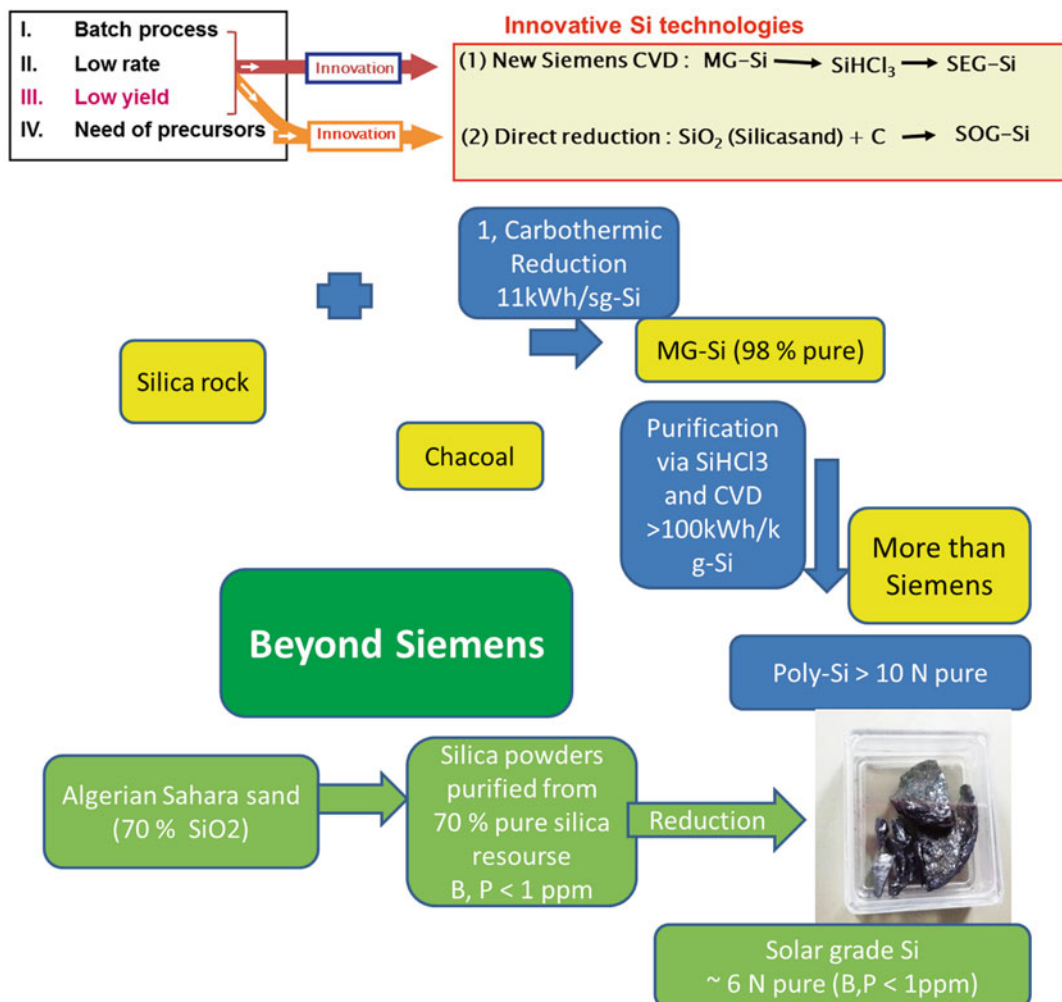 Innovative Si technologies
I. Batch process
II. Low rate
III. Low yield
IV. Need of precursors
Innovation
Innovation
(1) New Siemens CVD : MG-Si → SiHCl₃ → SEG-Si
(2) Direct reduction : SiO₂ (Silicasand) + C → SOG-Si
1, Carbothermic
Reduction
11kWh/sg-Si
Silica rock
MG-Si (98 % pure)
Chacoal
Purification
via SiHCl3
and CVD
>100kWh/k
g-Si
More than
Siemens
Beyond Siemens
Poly-Si > 10 N pure
Algerian Sahara sand
(70 % SiO2)
Silica powders
purified from
70 % pure silica
resourse
B, P < 1 ppm
Reduction
Solar grade Si
~ 6 N pure (B,P < 1ppm)